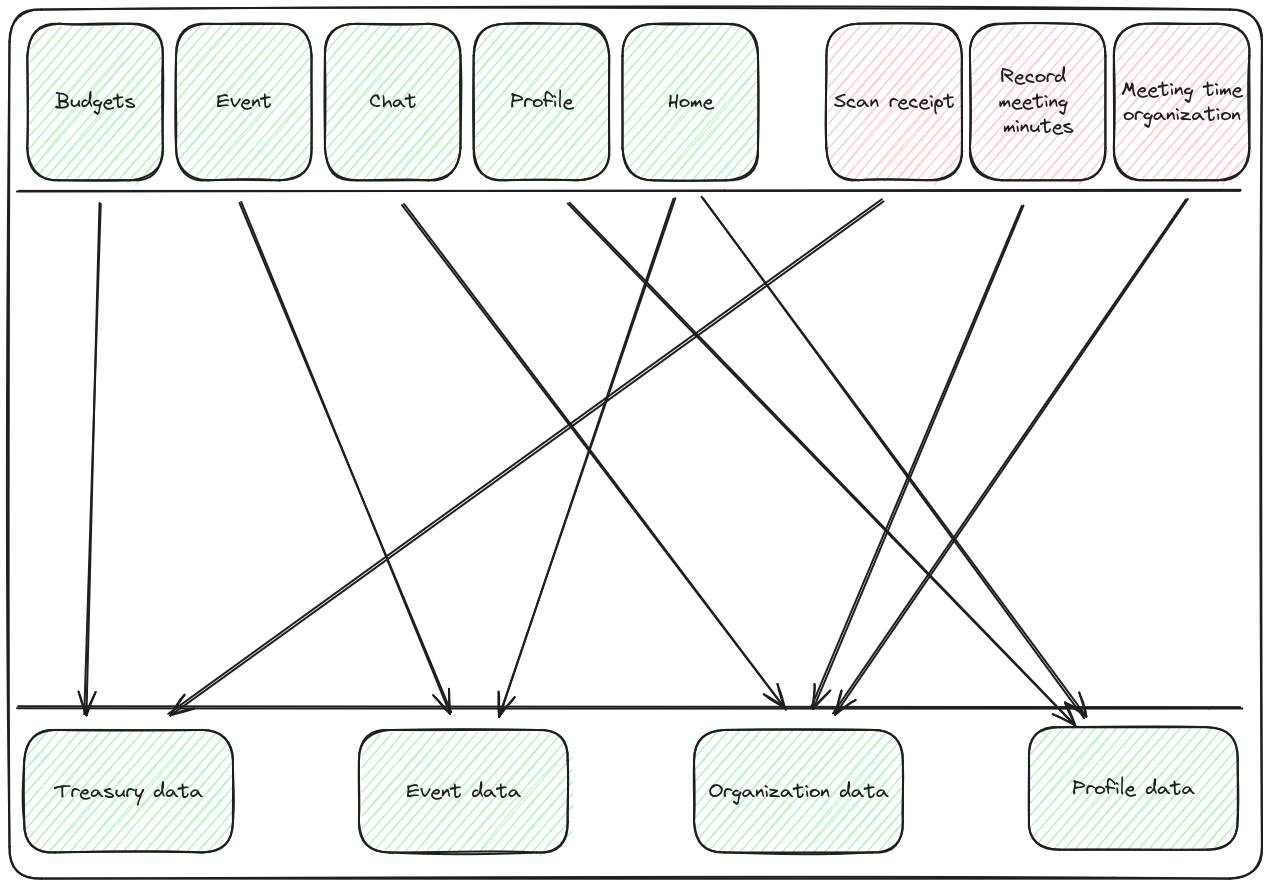 Budgets
Event
Chat
Profile
Home
Scan receipt
Record
meeting
minutes
Meeting time
organization
Treasury data
Event data
Organization data
Profile data